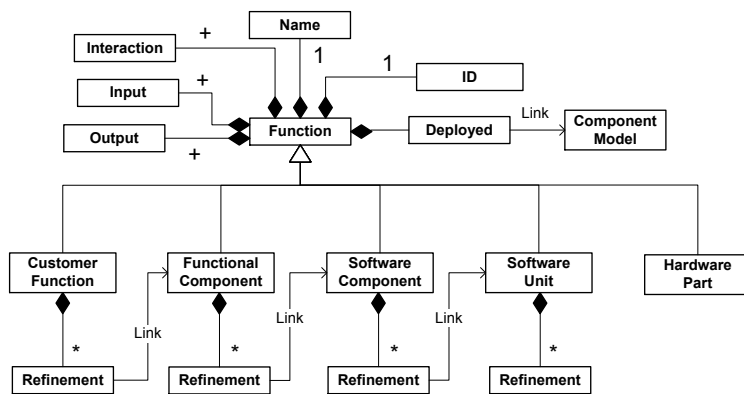 Name
+
Interaction
1
1
+
ID
Input
Link
Component
Model
Function
Deployed
Output
+
Customer
Function
Functional
Component
Software
Component
Software
Unit
Hardware
Part
Link
Link
Link
*
*
*
*
Refinement
Refinement
Refinement
Refinement